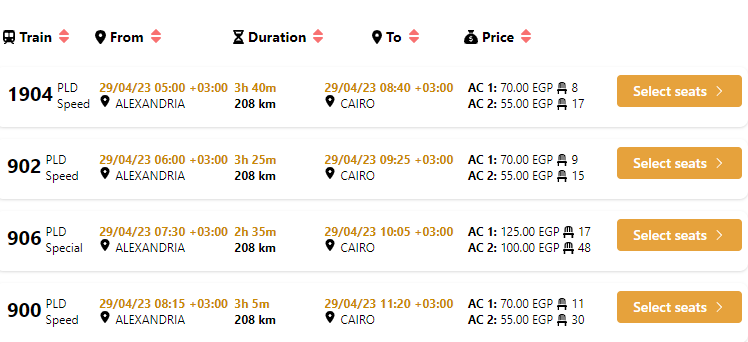 Train From Duration To Price
1904 PLD Speed 29/04/23 05:00 +03:00 3h 40m 29/04/23 08:40 +03:00 AC 1: 70.00 EGP 8 Select seats
ALEXANDRIA 208 km CAIRO AC 2: 55.00 EGP 17
902 PLD Speed 29/04/23 06:00 +03:00 3h 25m 29/04/23 09:25 +03:00 AC 1: 70.00 EGP 9 Select seats
ALEXANDRIA 208 km CAIRO AC 2: 55.00 EGP 15
906 PLD Special 29/04/23 07:30 +03:00 2h 35m 29/04/23 10:05 +03:00 AC 1: 125.00 EGP 17 Select seats
ALEXANDRIA 208 km CAIRO AC 2: 100.00 EGP 48
900 PLD Speed 29/04/23 08:15 +03:00 3h 5m 29/04/23 11:20 +03:00 AC 1: 70.00 EGP 11 Select seats
ALEXANDRIA 208 km CAIRO AC 2: 55.00 EGP 30